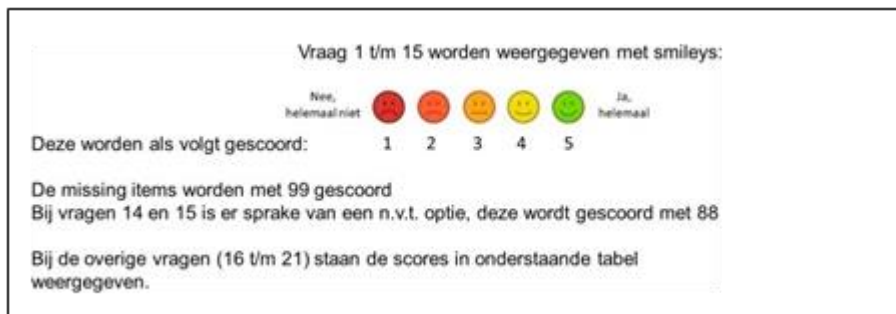 Vraag 1 t/m 15 worden weergegeven met smileys:
Nee,
helemaal niet
Ja,
helemaal
Deze worden als volgt gescoord: 1 2 3 4 5
De missing items worden met 99 gescoord
Bij vragen 14 en 15 is er sprake van een n.v.t. optie, deze wordt gescoord met 88
Bij de overige vragen (16 t/m 21) staan de scores in onderstaande tabel
weergegeven.